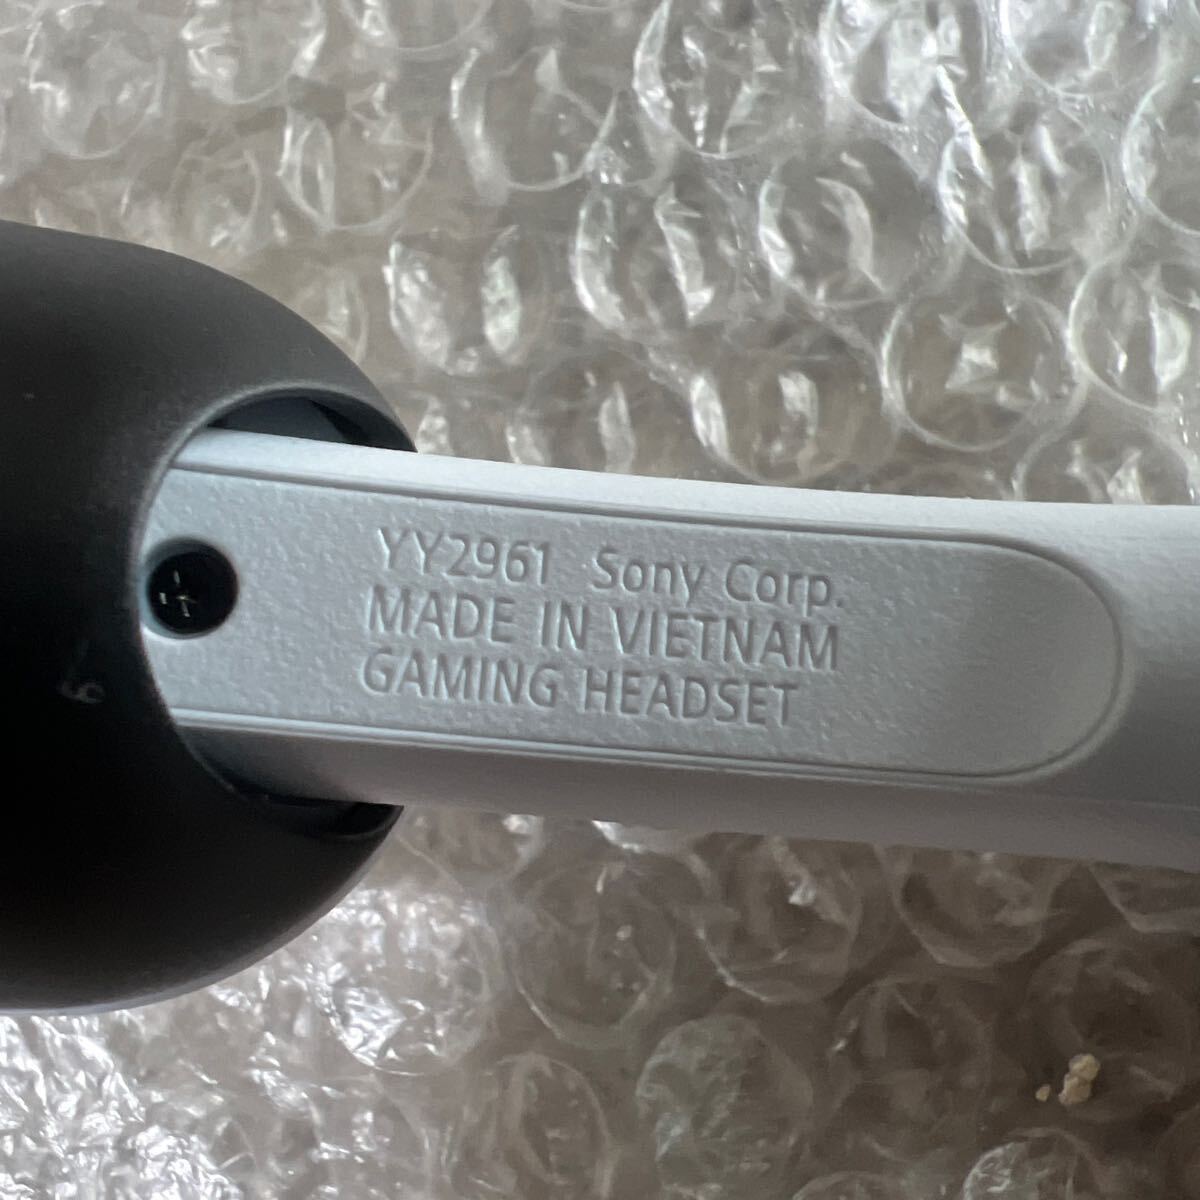 YY2961 Sony Corp.
MADE IN VIETNAM
GAMING HEADSET